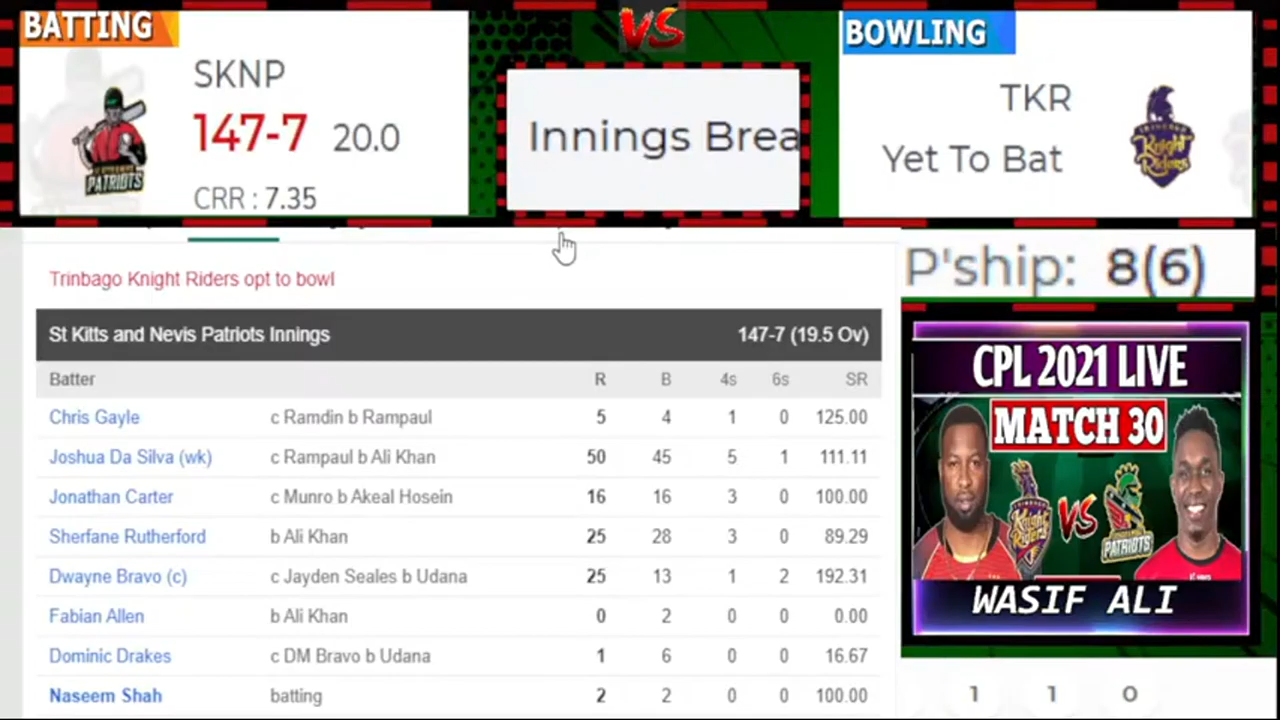 BATTING
SKNP
147-7 20.0
CRR : 7.35
PATRIOTS
VS
Innings Brea
BOWLING
TKR
Yet To Bat
Knight Riders
P'ship: 8(6)
Trinbago Knight Riders opt to bowl
St Kitts and Nevis Patriots Innings 147-7 (19.5 Ov)
Batter R B 4s 6s SR
Chris Gayle c Ramdin b Rampaul 5 4 1 0 125.00
Joshua Da Silva (wk) c Rampaul b Ali Khan 50 45 5 1 111.11
Jonathan Carter c Munro b Akeal Hosein 16 16 3 0 100.00
Sherfane Rutherford b Ali Khan 25 28 3 0 89.29
Dwayne Bravo (c) c Jayden Seales b Udana 25 13 1 2 192.31
Fabian Allen b Ali Khan 0 2 0 0 0.00
Dominic Drakes c DM Bravo b Udana 1 6 0 0 16.67
Naseem Shah batting 2 2 0 0 100.00
CPL 2021 LIVE
MATCH 30
Knight Riders
VS
PATRIOTS
WASIF ALI
1 1 0